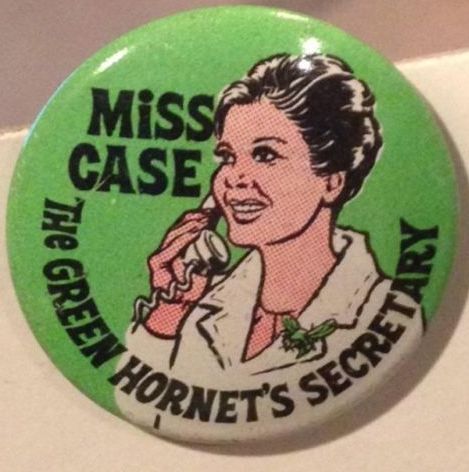 MISS
CASE
THE GREEN HORNET'S SECRETARY